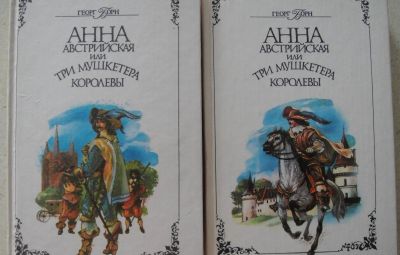 ГЕОРГ БОРН
АННА
АВСТРИЙСКАЯ
ИЛИ
ТРИ МУШКЕТЕРА
КОРОЛЕВЫ
ГЕОРГ БОРН
АННА
АВСТРИЙСКАЯ
ИЛИ
ТРИ МУШКЕТЕРА
КОРОЛЕВЫ